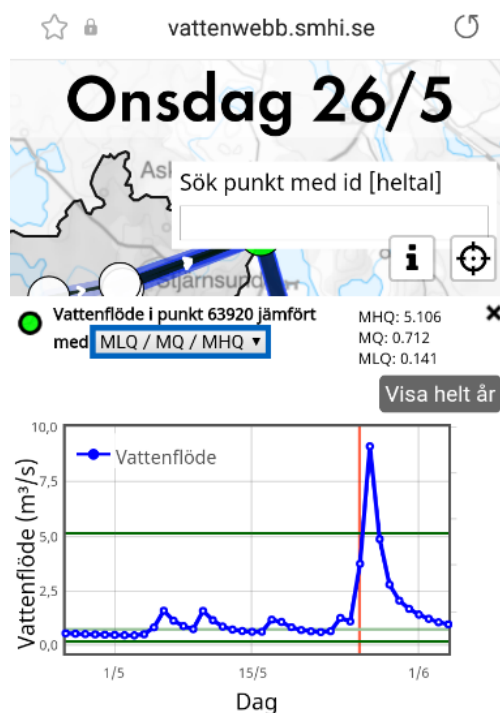 vattenwebb.smhi.se
Onsdag 26/5
Ask
Sök punkt med id [heltal]
Stjärnsund
Vattenflöde i punkt 63920 jämfört
med MLQ / MQ / MHQ
MHQ: 5.106
MQ: 0.712
MLQ: 0.141
Visa helt år
Vattenflöde
Vattenflöde (m³/s)
10,0
7,5
5,0
2,5
0,0
1/5
15/5
1/6
Dag